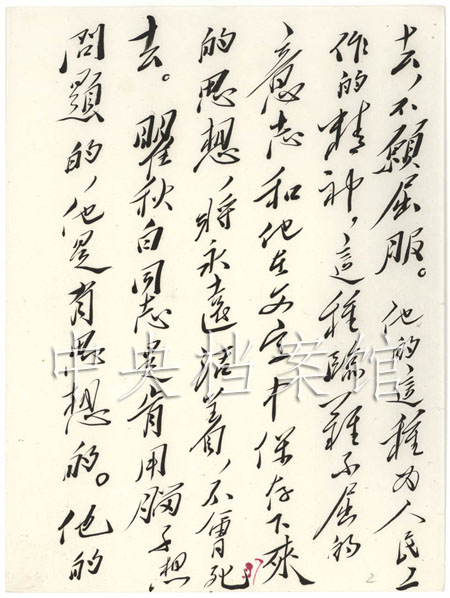 去，不願屈服。他的這種为人民工
作的精神，這種臨難不屈的
意志和他在文字中保存下來
的思想，將永遠活着，不會死
去。瞿秋白同志是肯用腦子想
問題的，他是有思想的。他的
中央档案馆
2